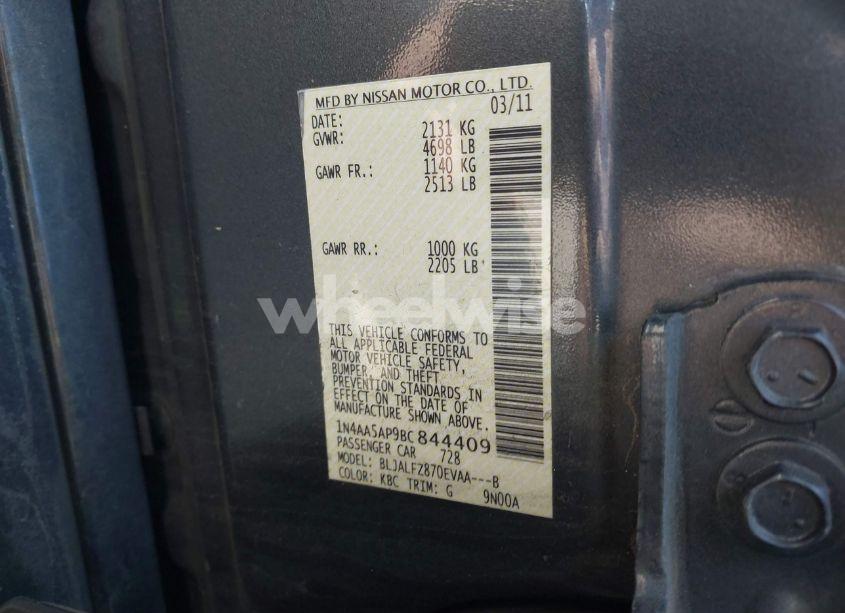 MFD BY NISSAN MOTOR CO., LTD.
DATE: 03/11
GVWR: 2131 KG
4698 LB
GAWR FR.: 1140 KG
2513 LB
GAWR RR.: 1000 KG
2205 LB
wheelwise
THIS VEHICLE CONFORMS TO
ALL APPLICABLE FEDERAL
MOTOR VEHICLE SAFETY,
BUMPER, AND THEFT
PREVENTION STANDARDS IN
EFFECT ON THE DATE OF
MANUFACTURE SHOWN ABOVE.
1N4AA5AP9BC844409
PASSENGER CAR 728
MODEL: BLJALFZ870EVAA---B
COLOR: KBC TRIM: G 9N00A